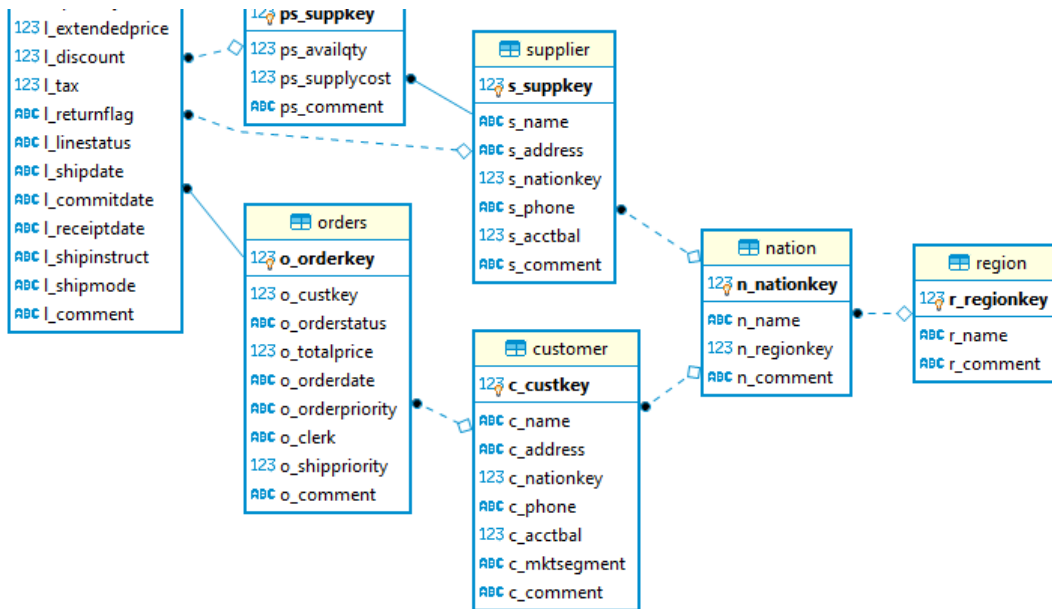 123 l_extendedprice
123 l_discount
123 l_tax
ABC l_returnflag
ABC l_linestatus
ABC l_shipdate
ABC l_commitdate
ABC l_receiptdate
ABC l_shipinstruct
ABC l_shipmode
ABC l_comment
123 ps_suppkey
123 ps_availqty
123 ps_supplycost
ABC ps_comment
orders
123 o_orderkey
123 o_custkey
ABC o_orderstatus
123 o_totalprice
ABC o_orderdate
ABC o_orderpriority
ABC o_clerk
123 o_shippriority
ABC o_comment
supplier
123 s_suppkey
ABC s_name
ABC s_address
123 s_nationkey
ABC s_phone
123 s_acctbal
ABC s_comment
customer
123 c_custkey
ABC c_name
ABC c_address
123 c_nationkey
ABC c_phone
123 c_acctbal
ABC c_mktsegment
ABC c_comment
nation
123 n_nationkey
ABC n_name
123 n_regionkey
ABC n_comment
region
123 r_regionkey
ABC r_name
ABC r_comment